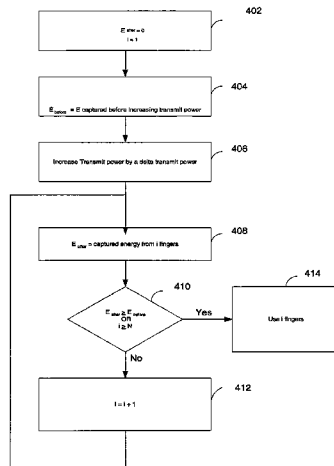 402
E after = 0
i = 1
404
E before = E captured before increasing transmit power
406
Increase Transmit power by a delta transmit power
408
E after = captured energy from i fingers
410
414
E after ≥ E before
OR
i ≥ N
Yes
Use i fingers
No
412
i = i + 1